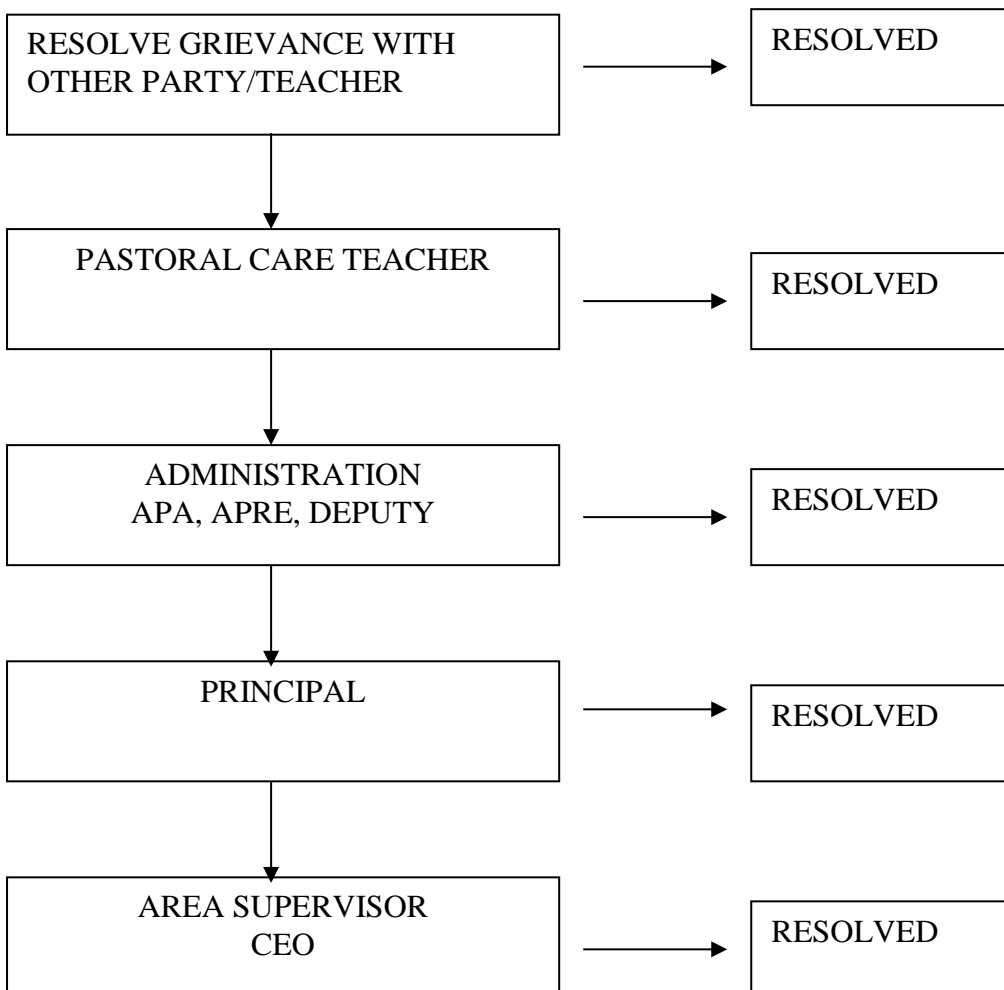 RESOLVE GRIEVANCE WITH
OTHER PARTY/TEACHER
RESOLVED
PASTORAL CARE TEACHER
RESOLVED
ADMINISTRATION
APA, APRE, DEPUTY
RESOLVED
PRINCIPAL
RESOLVED
AREA SUPERVISOR
CEO
RESOLVED